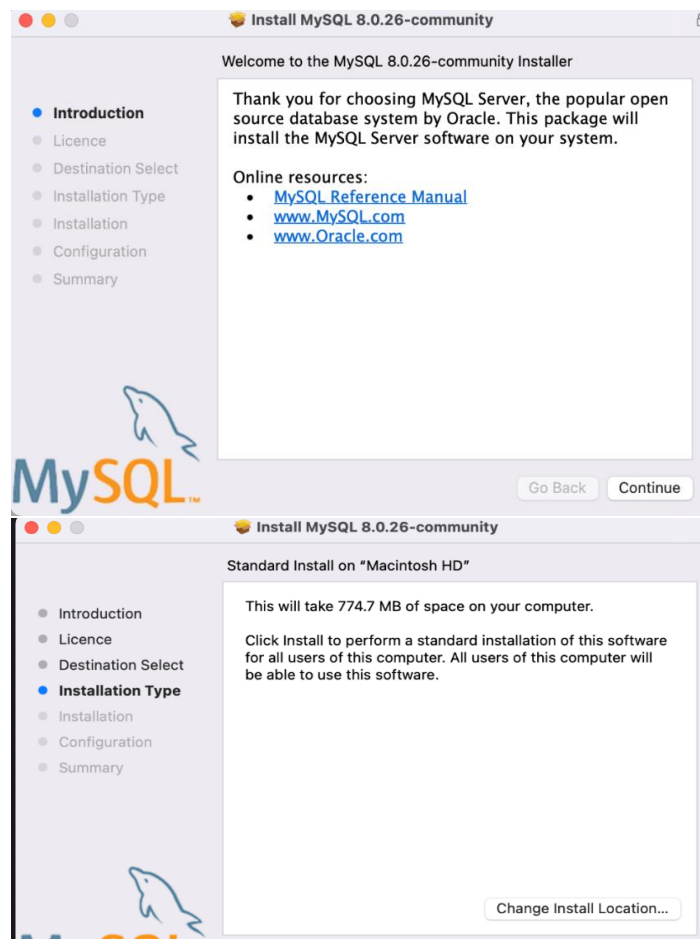 Install MySQL 8.0.26-community
Welcome to the MySQL 8.0.26-community Installer
Introduction
Licence
Destination Select
Installation Type
Installation
Configuration
Summary
Thank you for choosing MySQL Server, the popular open
source database system by Oracle. This package will
install the MySQL Server software on your system.
Online resources:
• MySQL Reference Manual
• www.MySQL.com
• www.Oracle.com
MySQL™
Go Back
Continue
Install MySQL 8.0.26-community
Standard Install on “Macintosh HD”
Introduction
Licence
Destination Select
Installation Type
Installation
Configuration
Summary
This will take 774.7 MB of space on your computer.
Click Install to perform a standard installation of this software
for all users of this computer. All users of this computer will
be able to use this software.
Change Install Location...
MySQL